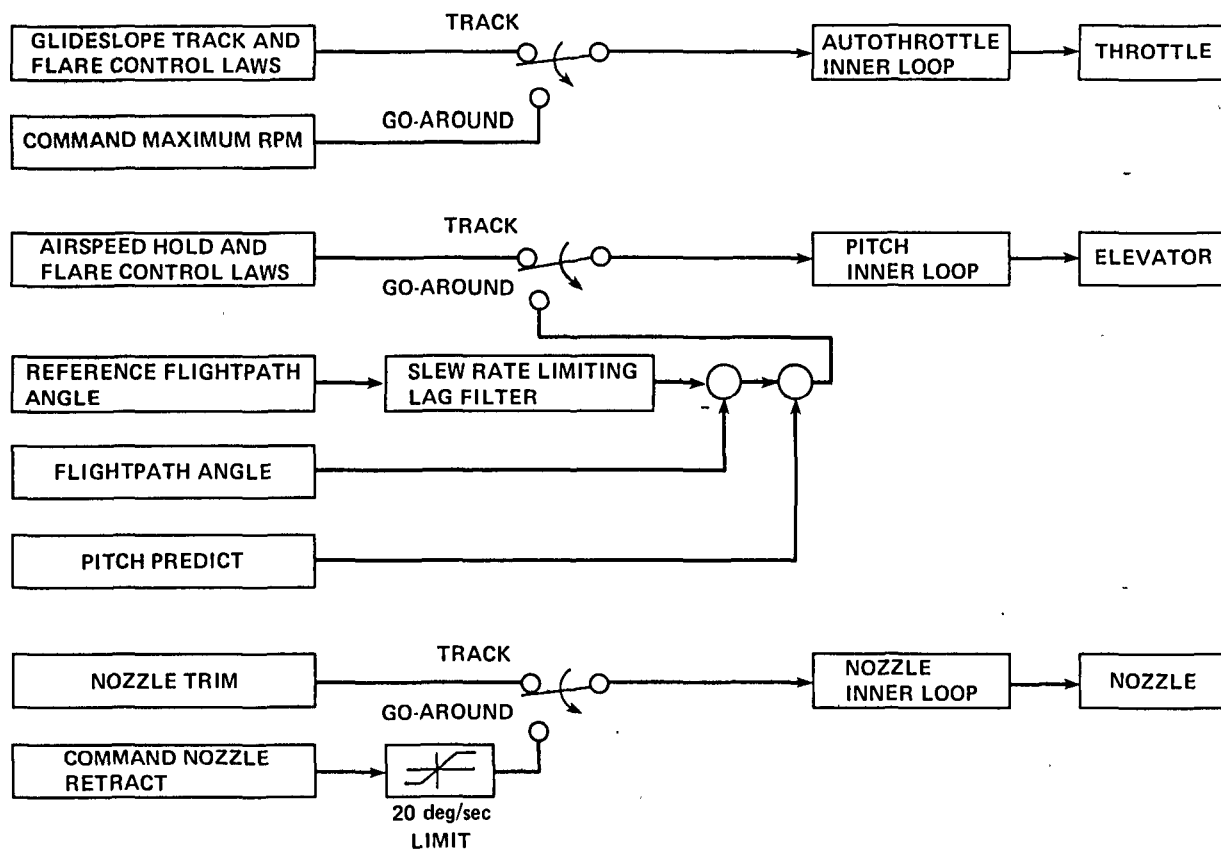 TRACK
GLIDESLOPE TRACK AND
FLARE CONTROL LAWS
AUTOTHROTTLE
INNER LOOP
THROTTLE
GO-AROUND
COMMAND MAXIMUM RPM
TRACK
AIRSPEED HOLD AND
FLARE CONTROL LAWS
PITCH
INNER LOOP
ELEVATOR
GO-AROUND
REFERENCE FLIGHTPATH
ANGLE
SLEW RATE LIMITING
LAG FILTER
-
FLIGHTPATH ANGLE
PITCH PREDICT
TRACK
NOZZLE TRIM
NOZZLE
INNER LOOP
NOZZLE
GO-AROUND
COMMAND NOZZLE
RETRACT
20 deg/sec
LIMIT